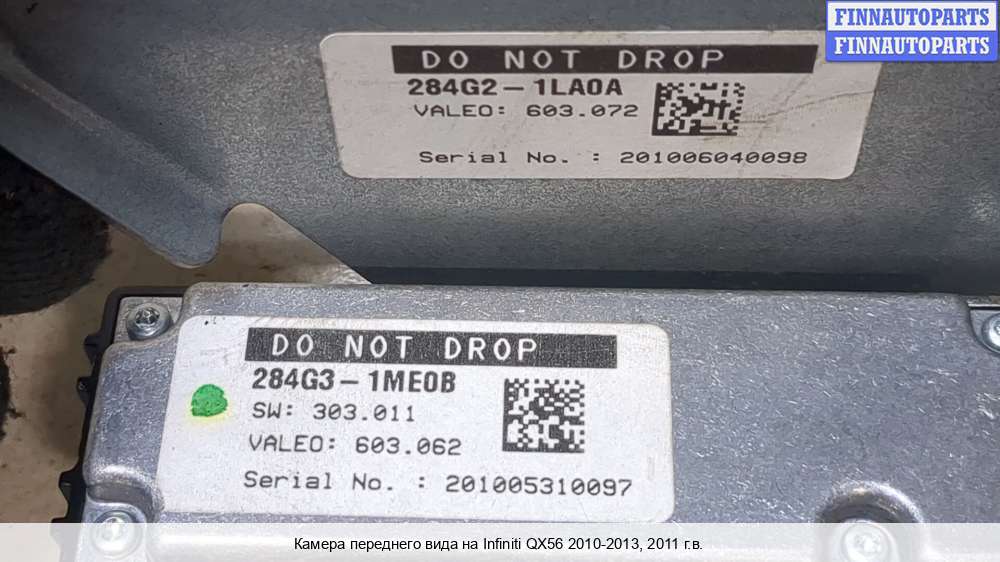 FINNAUTOPARTS
FINNAUTOPARTS
DO NOT DROP
284G2-1LA0A
VALEO: 603.072
Serial No. : 201006040098
DO NOT DROP
284G3-1ME0B
SW: 303.011
VALEO: 603.062
Serial No. : 201005310097
Камера переднего вида на Infiniti QX56 2010-2013, 2011 г.в.